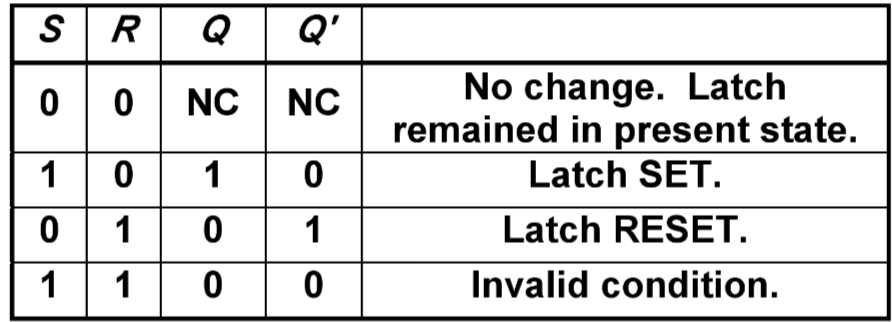 S R Q Q′
0 0 NC NC No change. Latch
remained in present state.
1 0 1 0 Latch SET.
0 1 0 1 Latch RESET.
1 1 0 0 Invalid condition.